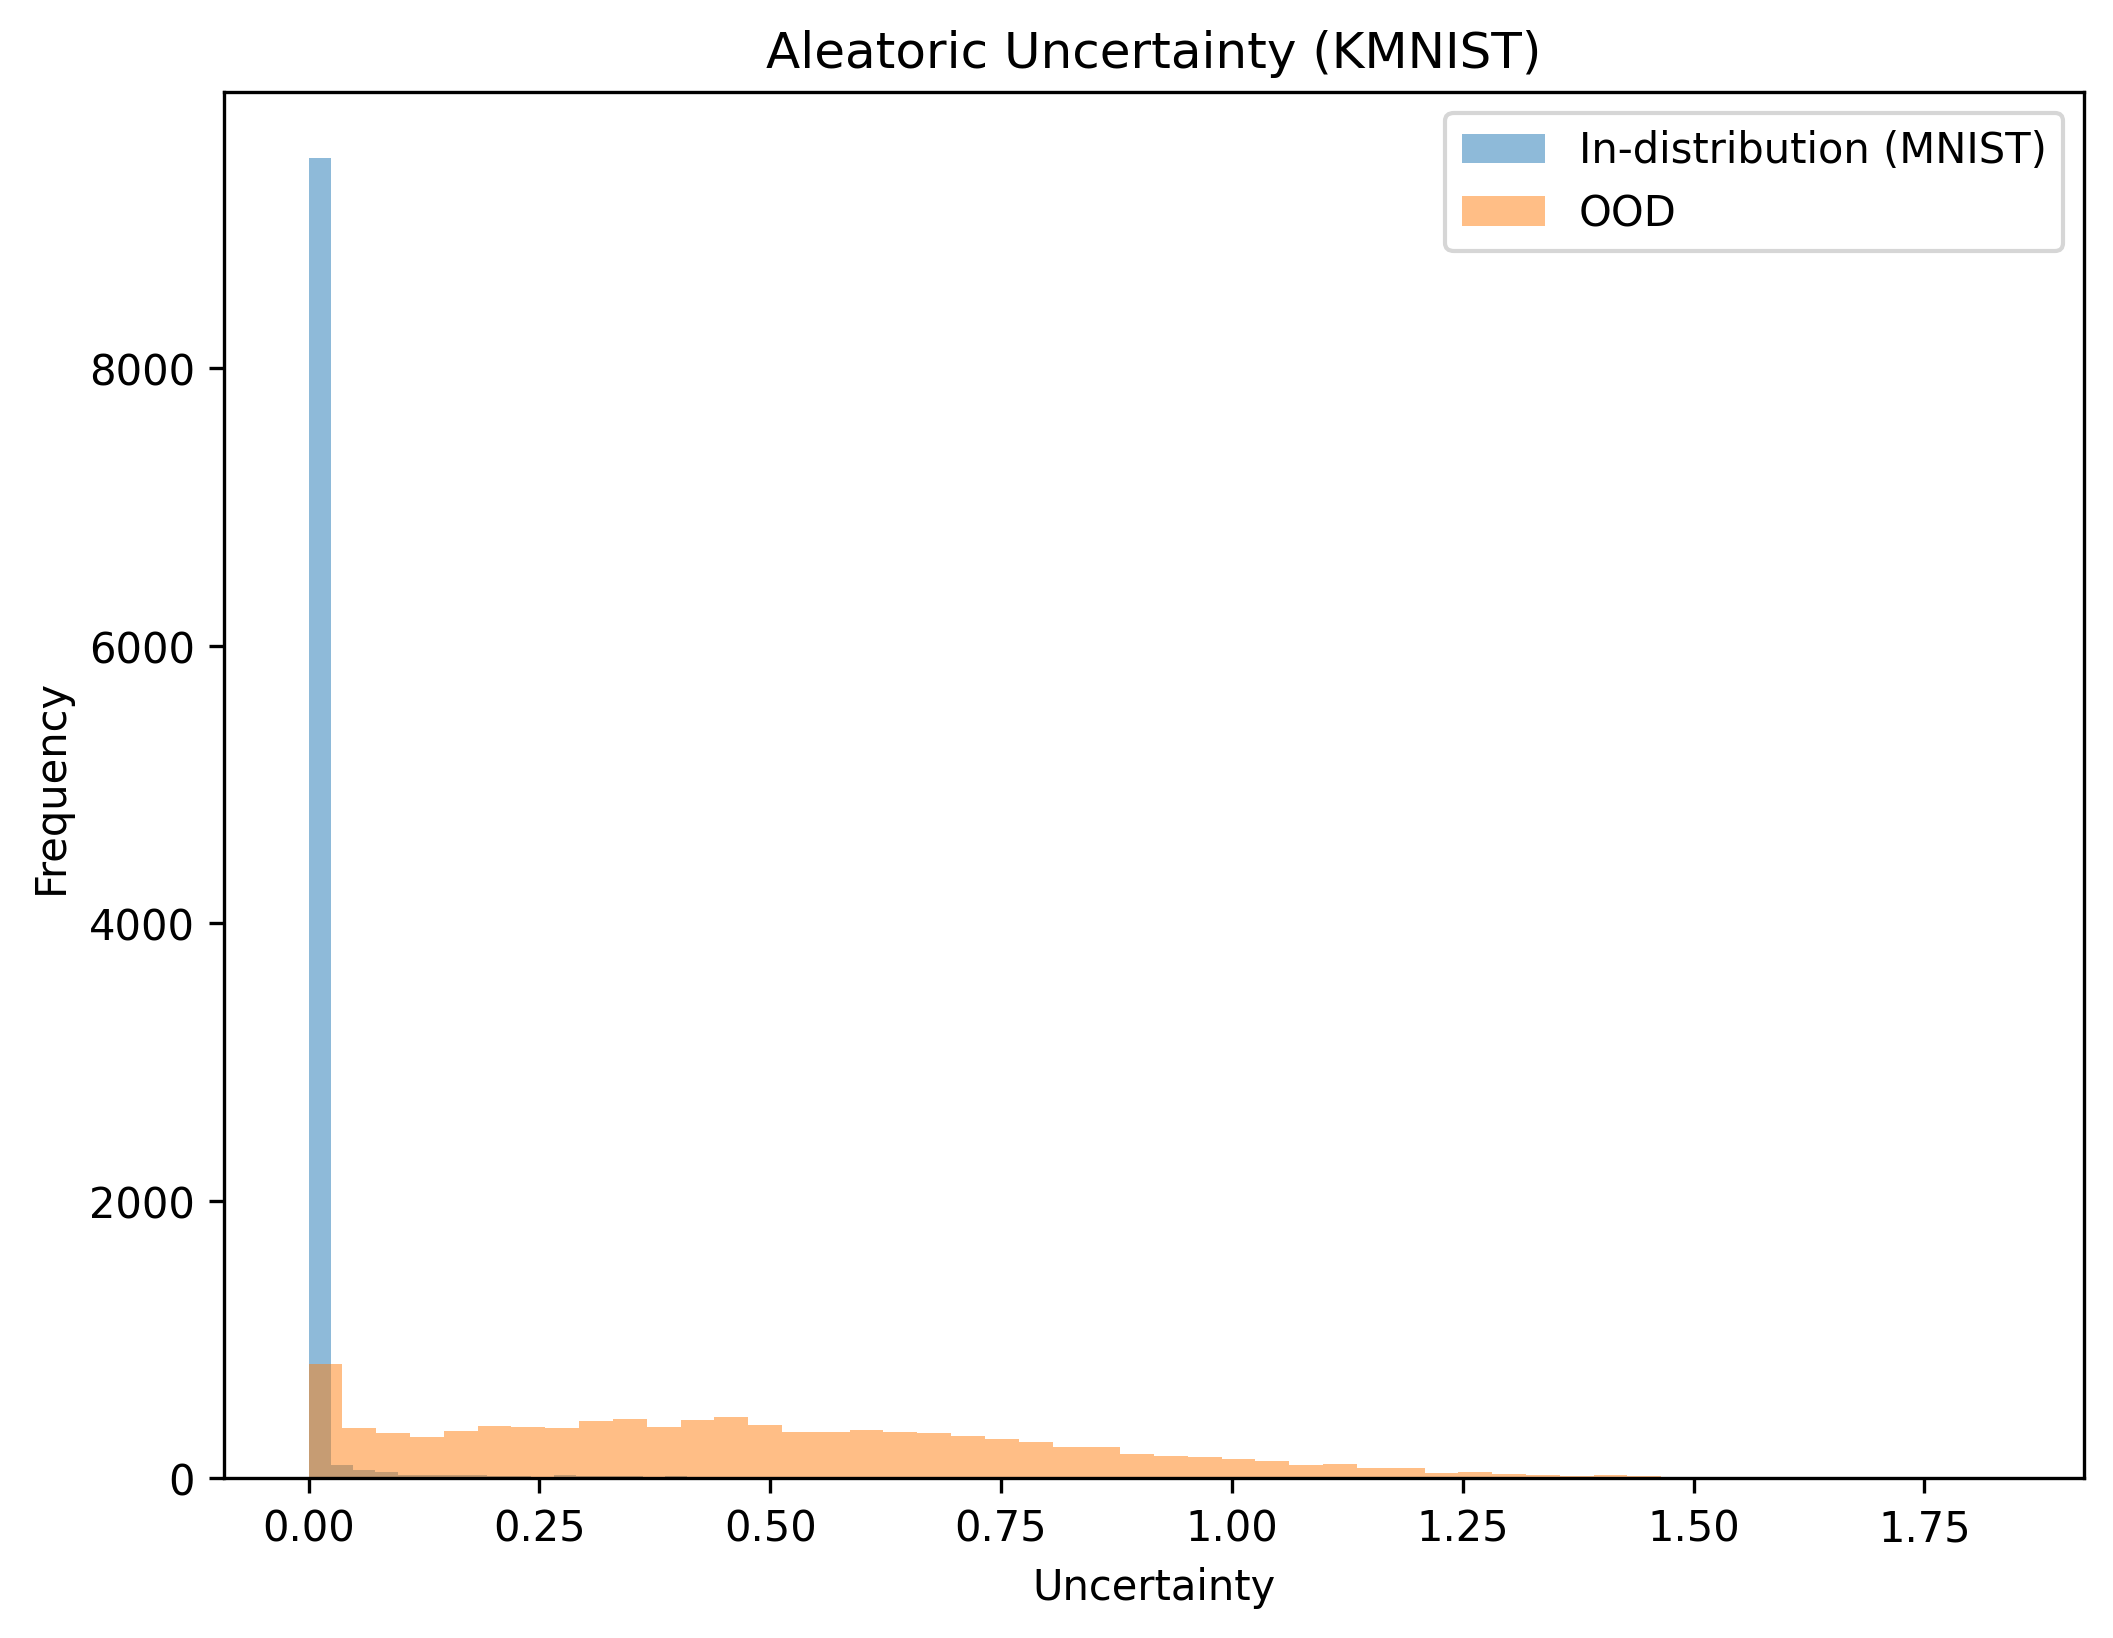 Aleatoric Uncertainty (KMNIST)
In-distribution (MNIST)
OOD
8000
6000
4000
2000
0
Frequency
0.00 0.25 0.50 0.75 1.00 1.25 1.50 1.75
Uncertainty